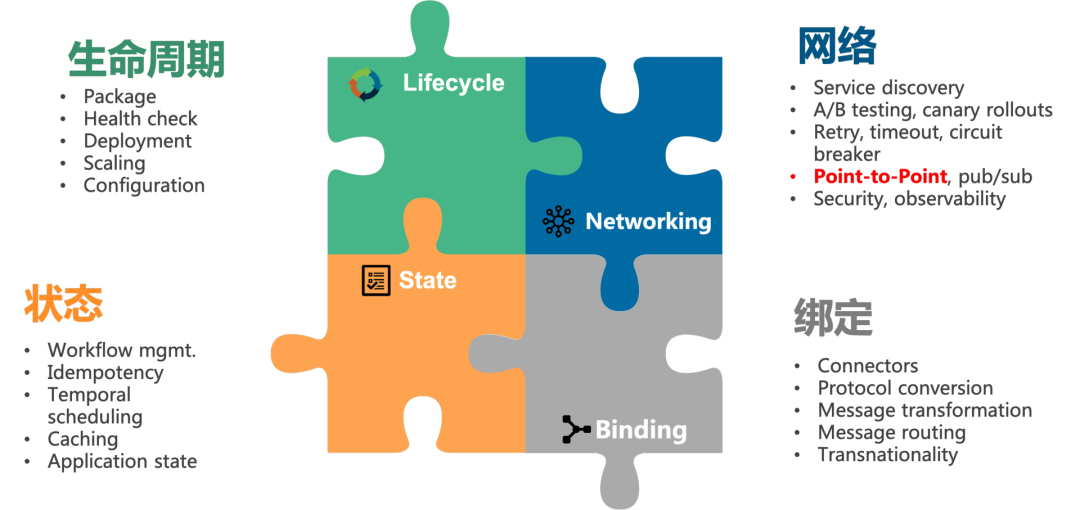 生命周期
• Package
• Health check
• Deployment
• Scaling
• Configuration
Lifecycle
网络
• Service discovery
• A/B testing, canary rollouts
• Retry, timeout, circuit
breaker
• Point-to-Point, pub/sub
• Security, observability
Networking
状态
• Workflow mgmt.
• Idempotency
• Temporal
scheduling
• Caching
• Application state
State
绑定
• Connectors
• Protocol conversion
• Message transformation
• Message routing
• Transnationality
Binding